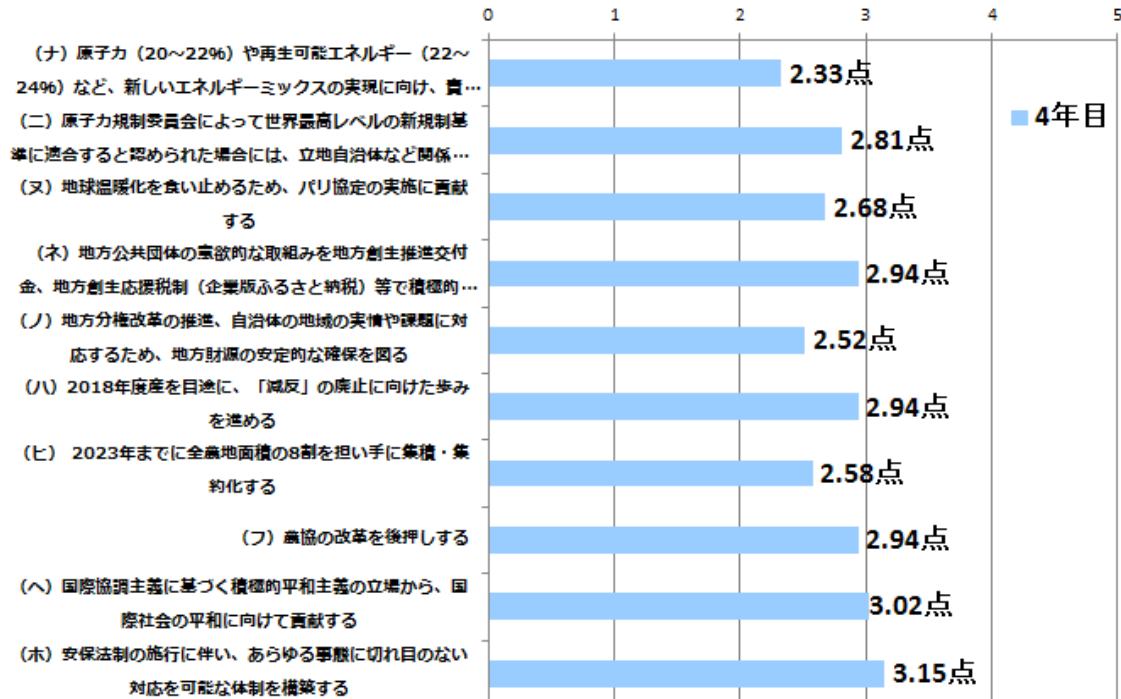 0 1 2 3 4 5
（ナ）原子力（20～22%）や再生可能エネルギー（22～
24%）など、新しいエネルギーミックスの実現に向け、責…
2.33点
（ニ）原子力規制委員会によって世界最高レベルの新規制基
準に適合すると認められた場合には、立地自治体など関係…
2.81点
4年目
（ヌ）地球温暖化を食い止めるため、パリ協定の実施に貢献
する
2.68点
（ネ）地方公共団体の意欲的な取組みを地方創生推進交付
金、地方創生応援税制（企業版ふるさと納税）等で積極的…
2.94点
（ノ）地方分権改革の推進、自治体の地域の実情や課題に対
応するため、地方財源の安定的な確保を図る
2.52点
（ハ）2018年度産を目途に、「減反」の廃止に向けた歩み
を進める
2.94点
（ヒ） 2023年までに全農地面積の8割を担い手に集積・集
約化する
2.58点
（フ）農協の改革を後押しする
2.94点
（ヘ）国際協調主義に基づく積極的平和主義の立場から、国
際社会の平和に向けて貢献する
3.02点
（ホ）安保法制の施行に伴い、あらゆる事態に切れ目のない
対応を可能な体制を構築する
3.15点